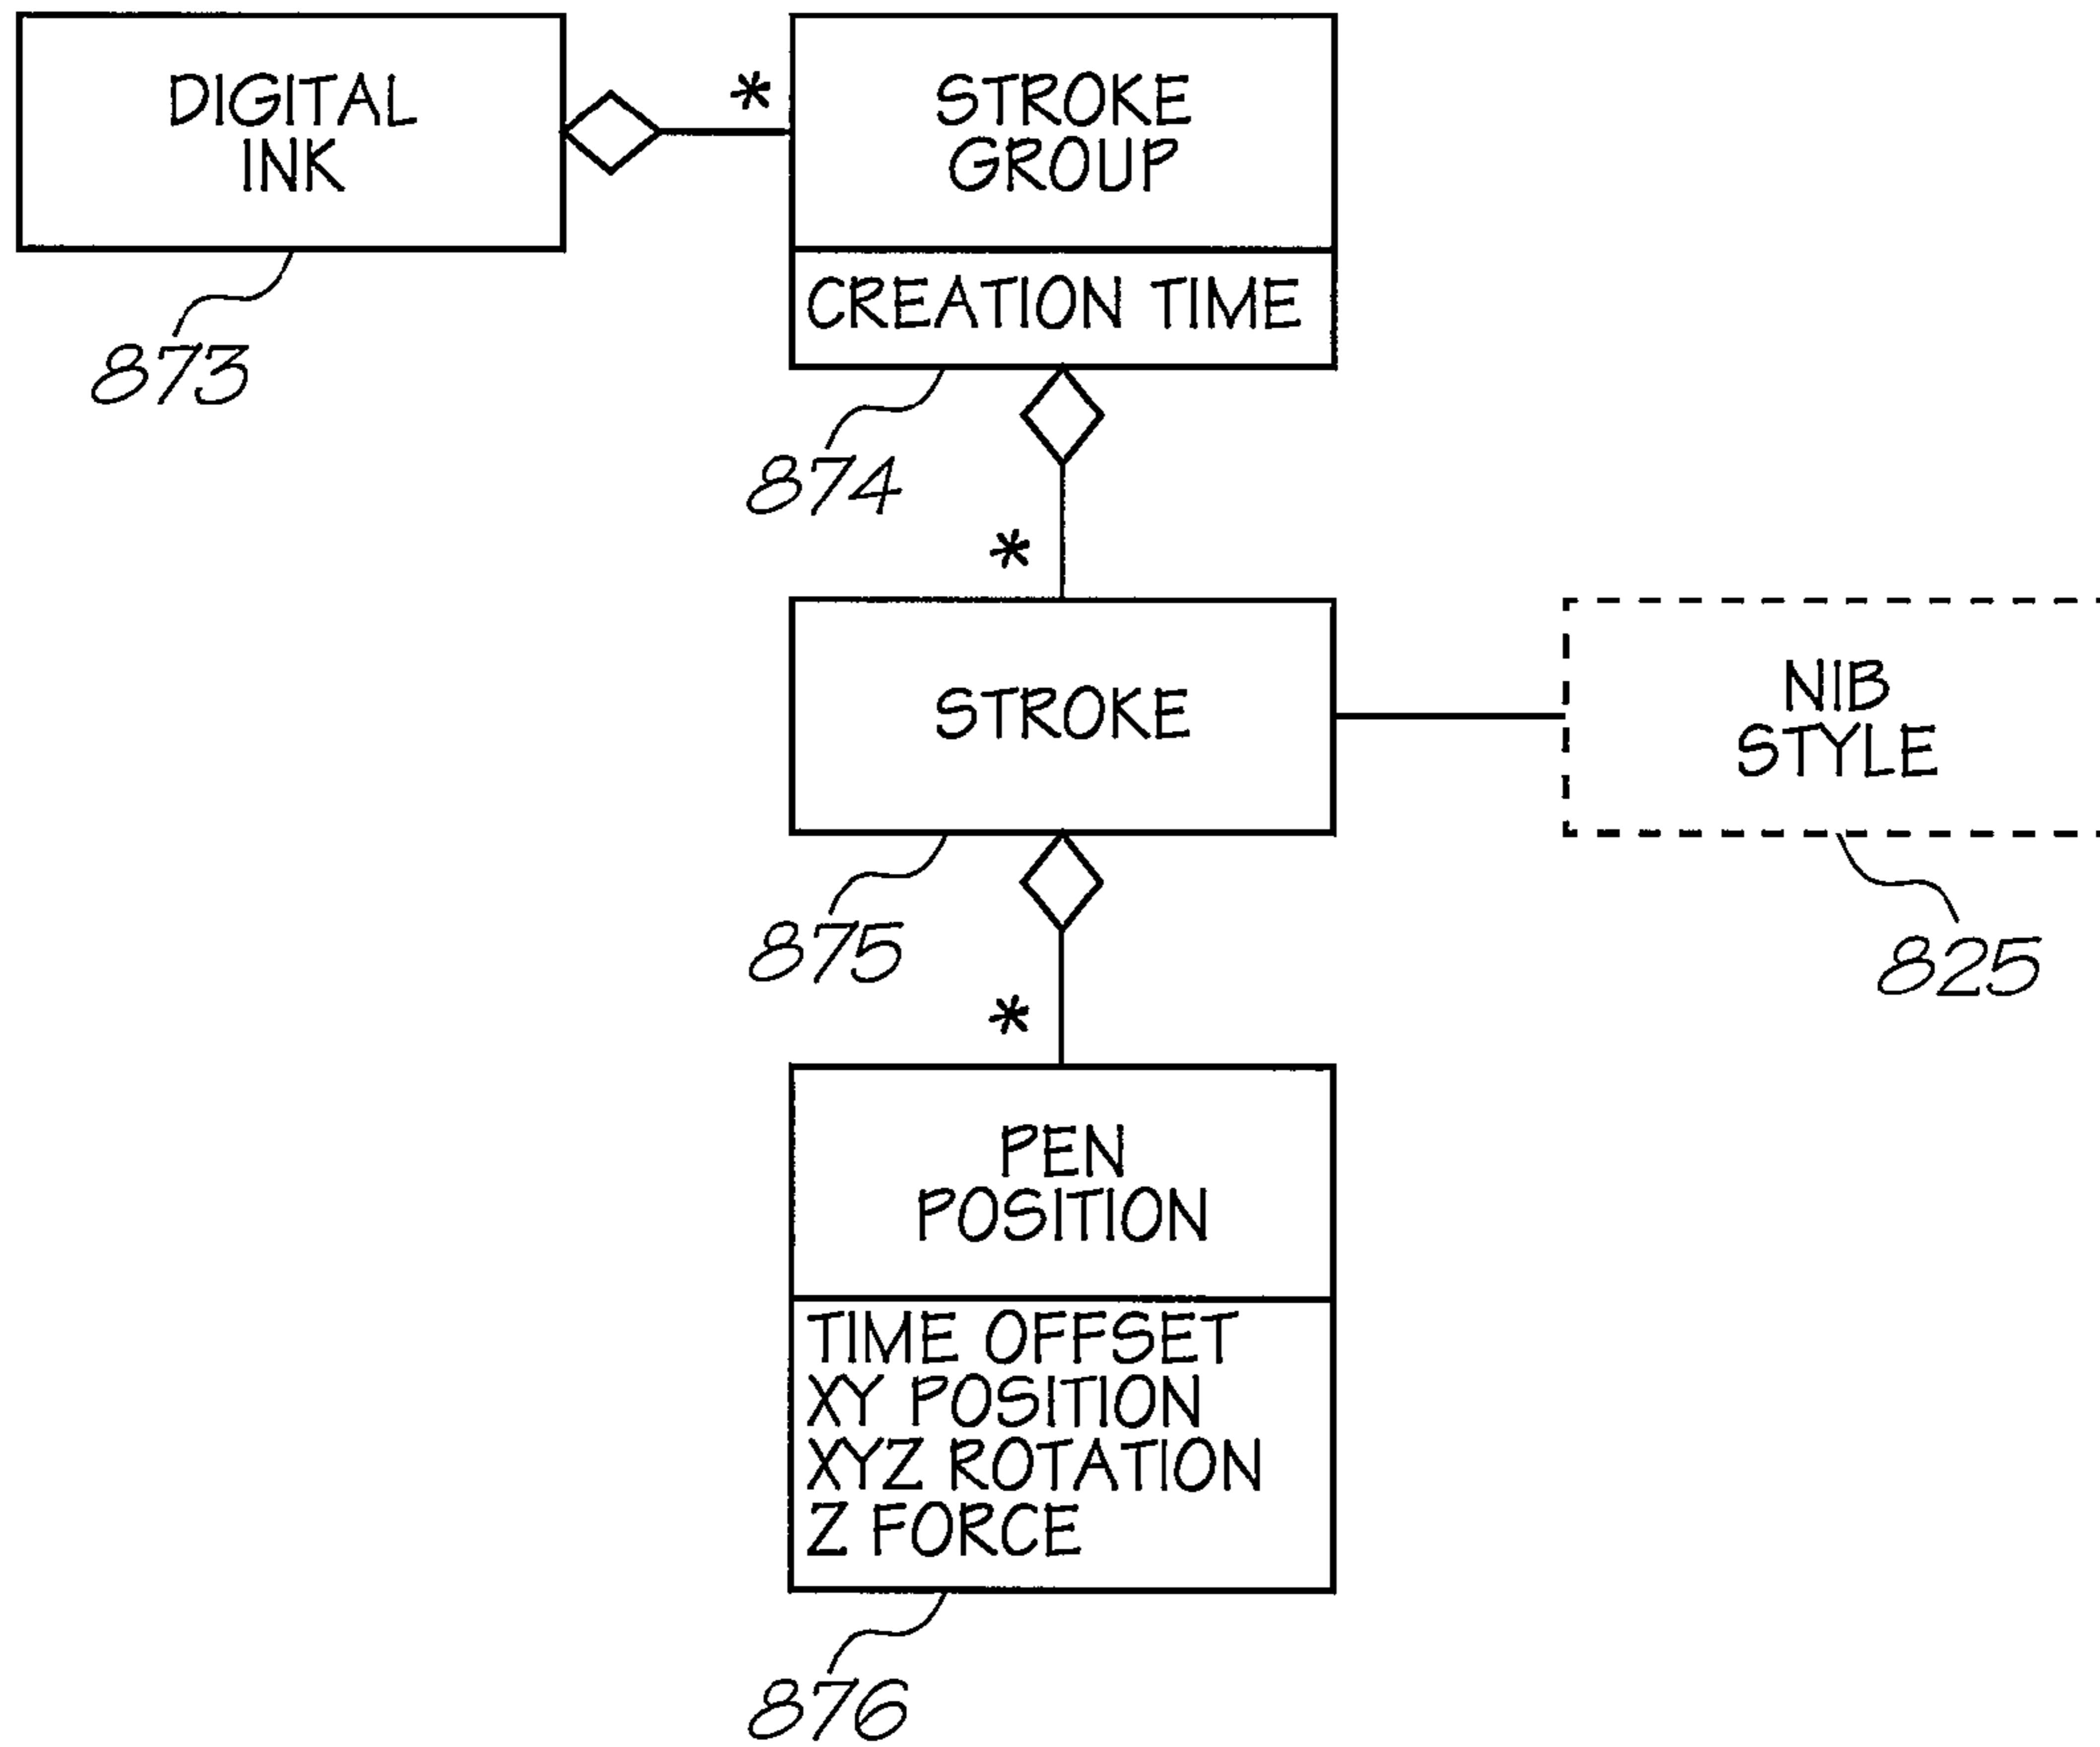 DIGITAL
INK
*
STROKE
GROUP
CREATION TIME
873
874
*
STROKE
NIB
STYLE
875
825
*
PEN
POSITION
TIME OFFSET
XY POSITION
XYZ ROTATION
Z FORCE
876